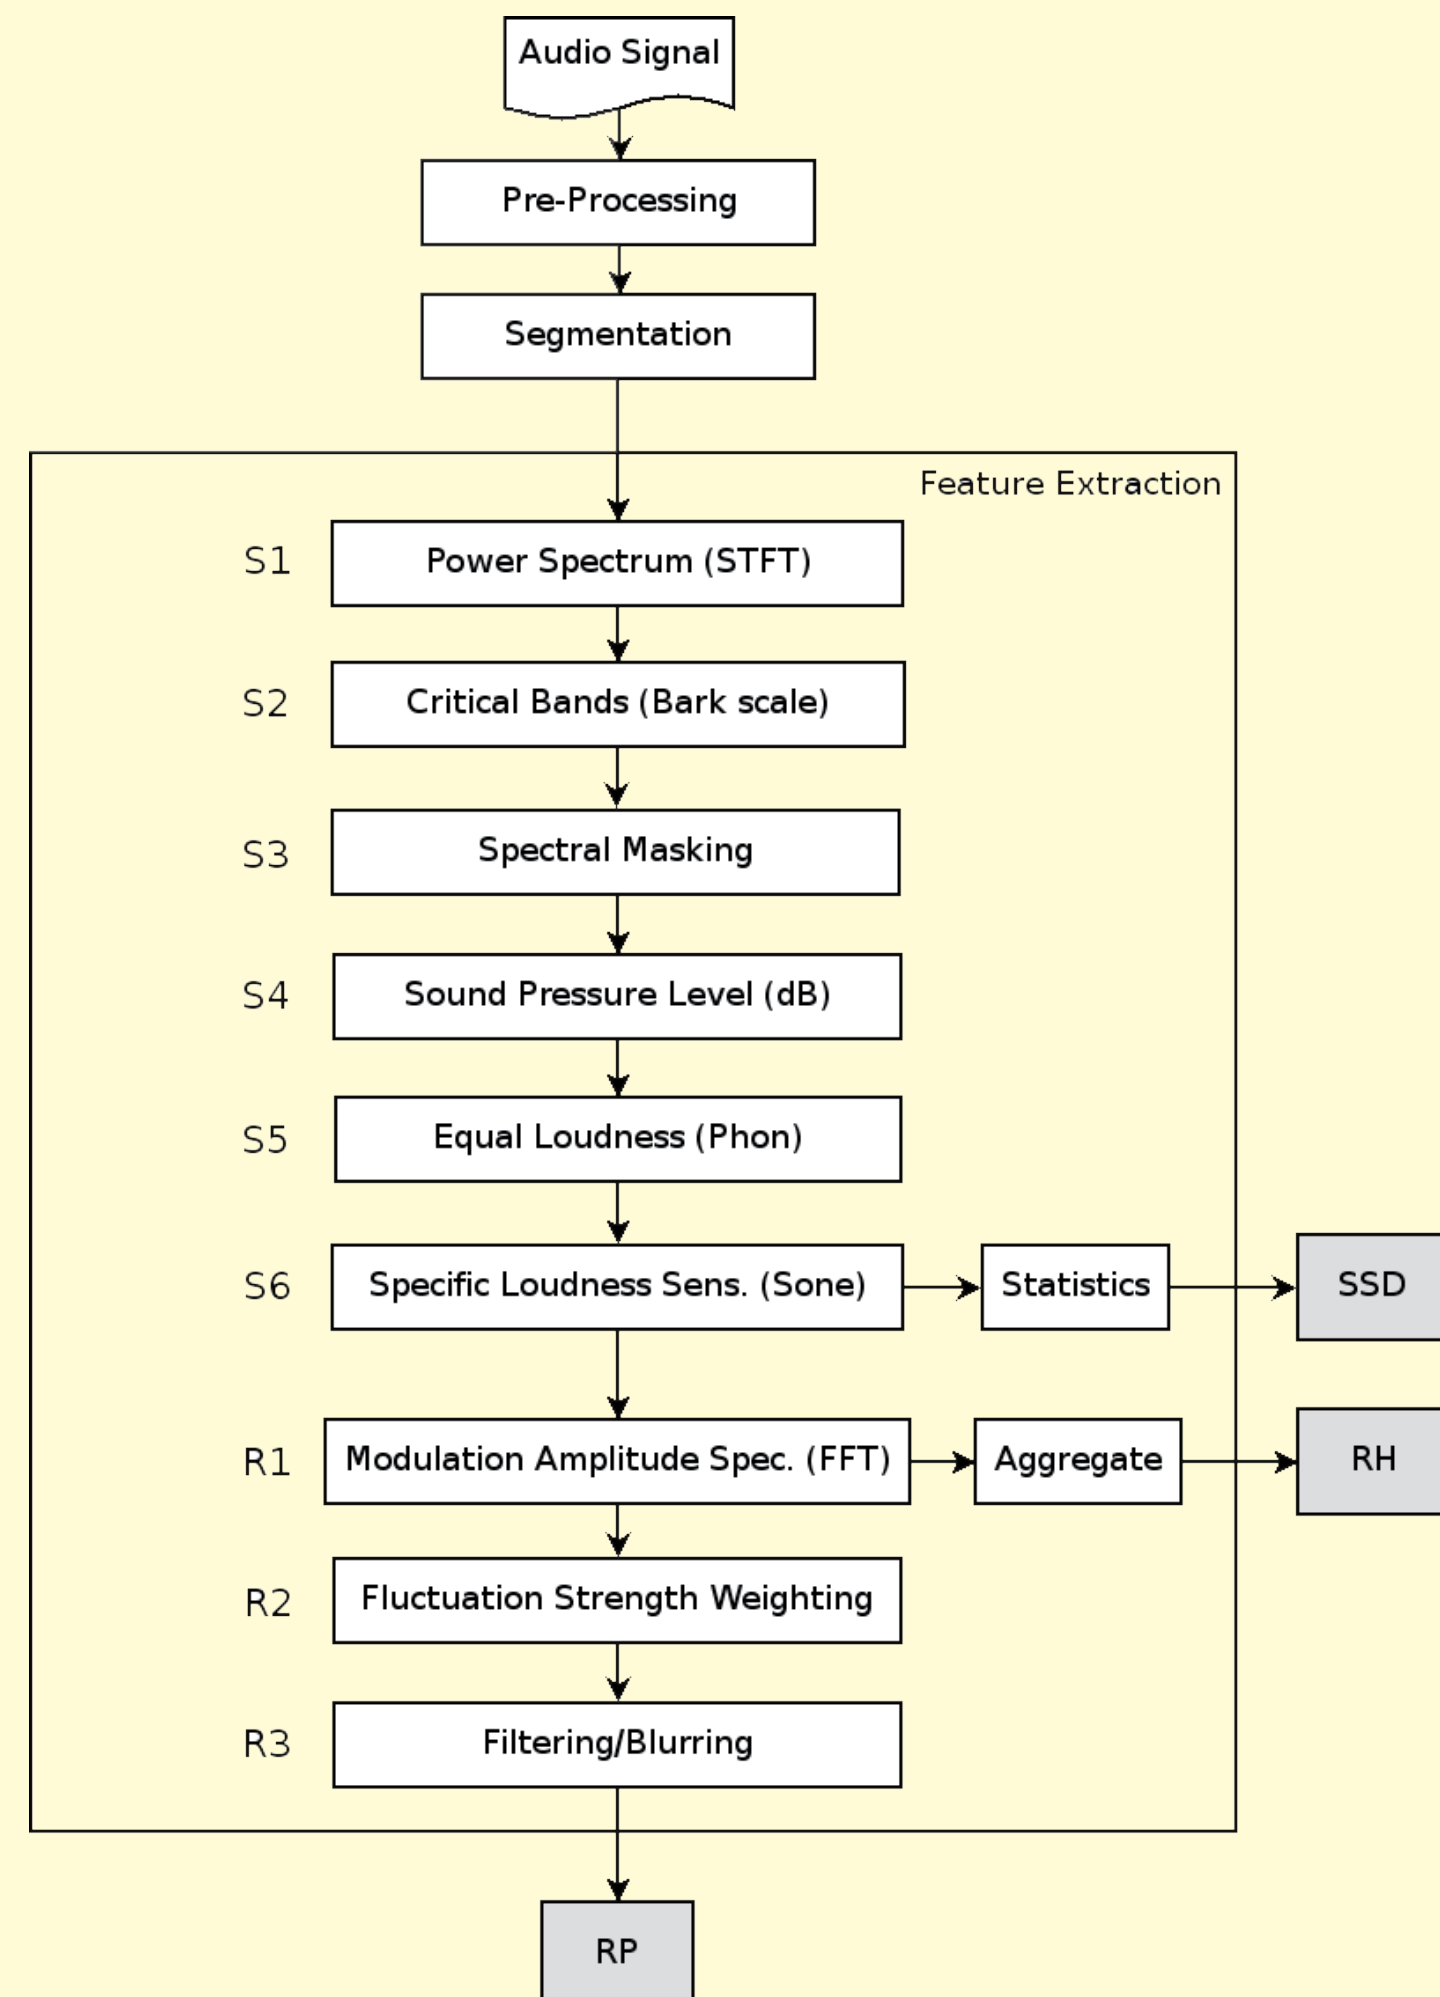 Audio Signal
Pre-Processing
Segmentation
Feature Extraction
S1 Power Spectrum (STFT)
S2 Critical Bands (Bark scale)
S3 Spectral Masking
S4 Sound Pressure Level (dB)
S5 Equal Loudness (Phon)
S6 Specific Loudness Sens. (Sone) Statistics SSD
R1 Modulation Amplitude Spec. (FFT) Aggregate RH
R2 Fluctuation Strength Weighting
R3 Filtering/Blurring
RP